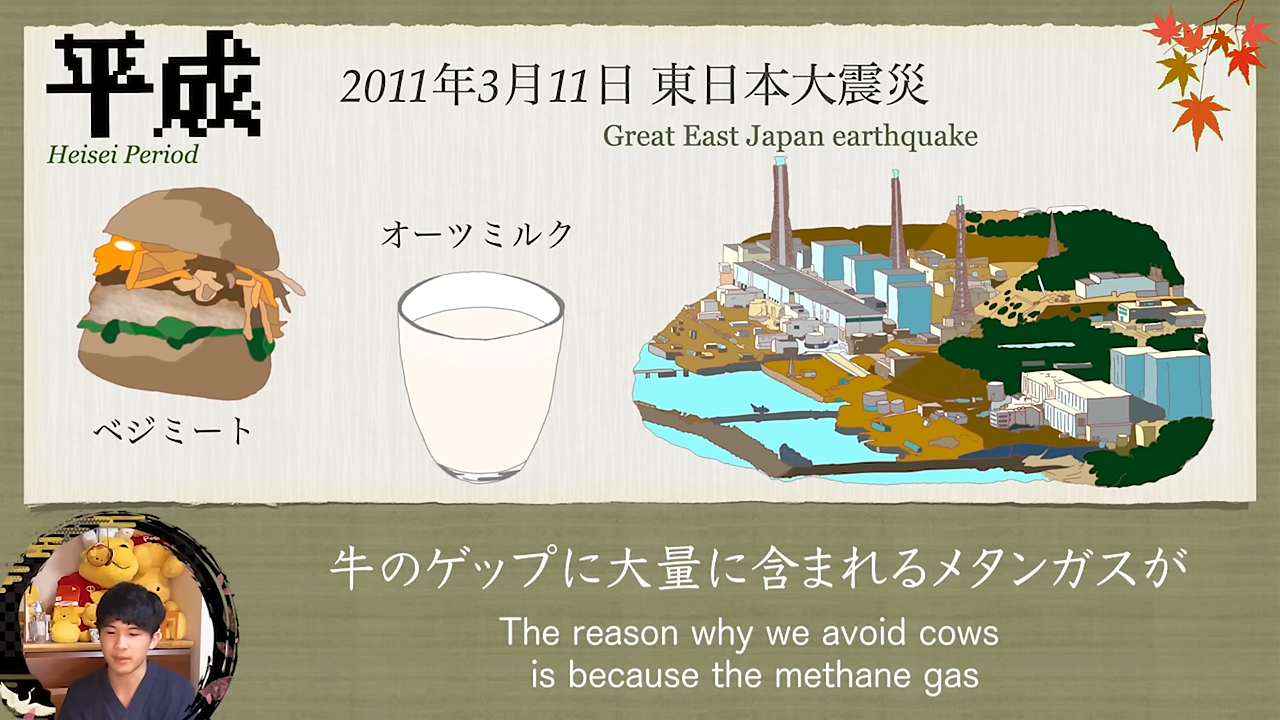 平成
Heisei Period
2011年3月11日 東日本大震災
Great East Japan earthquake
オーツミルク
ベジミート
牛のゲップに大量に含まれるメタンガスが
The reason why we avoid cows
is because the methane gas